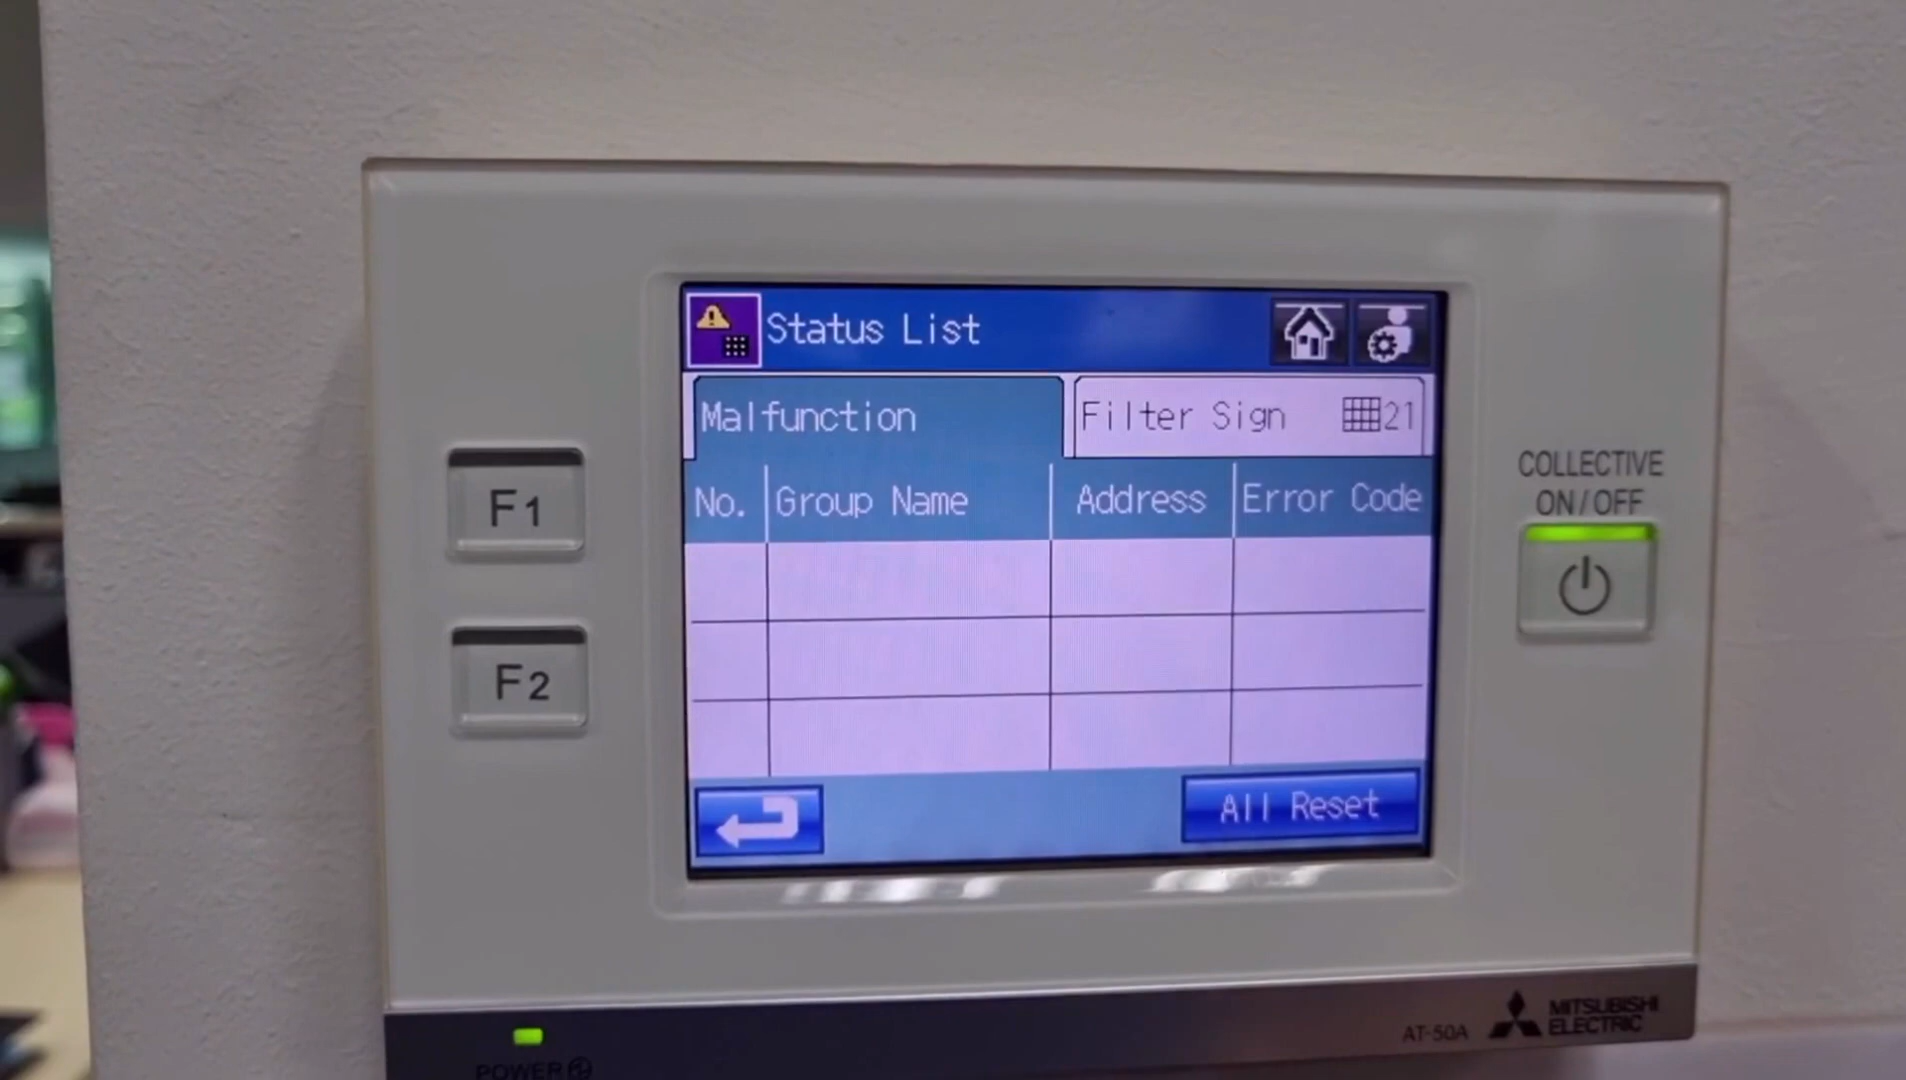 Status List
Malfunction
Filter Sign 21
No. Group Name Address Error Code
All Reset
F1
F2
COLLECTIVE
ON/OFF
POWER
AT-50A
MITSUBISHI
ELECTRIC